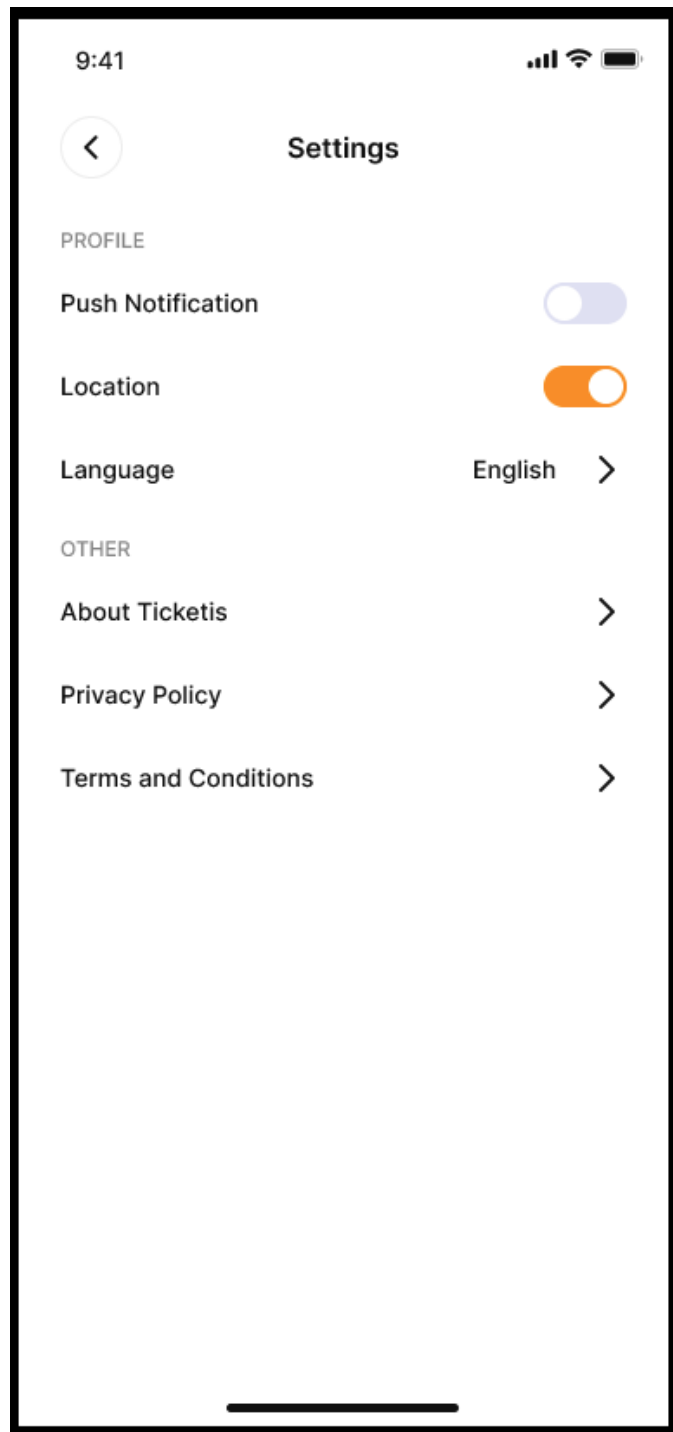 9:41
Settings
PROFILE
Push Notification
Location
Language English
OTHER
About Ticketis
Privacy Policy
Terms and Conditions